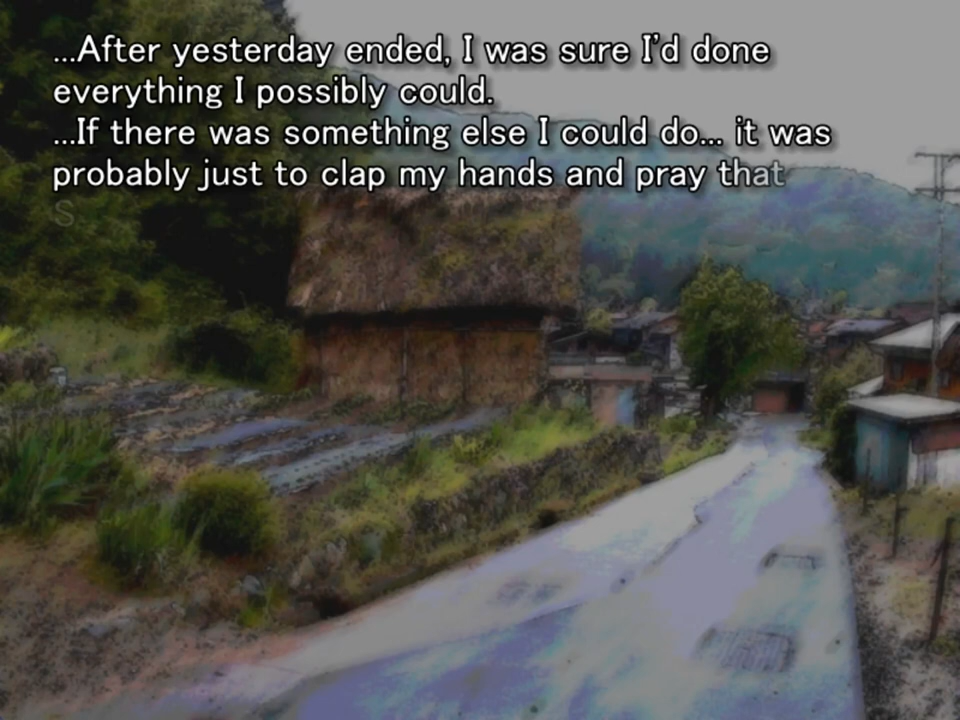 ...After yesterday ended, I was sure I'd done
everything I possibly could.
...If there was something else I could do... it was
probably just to clap my hands and pray that
s